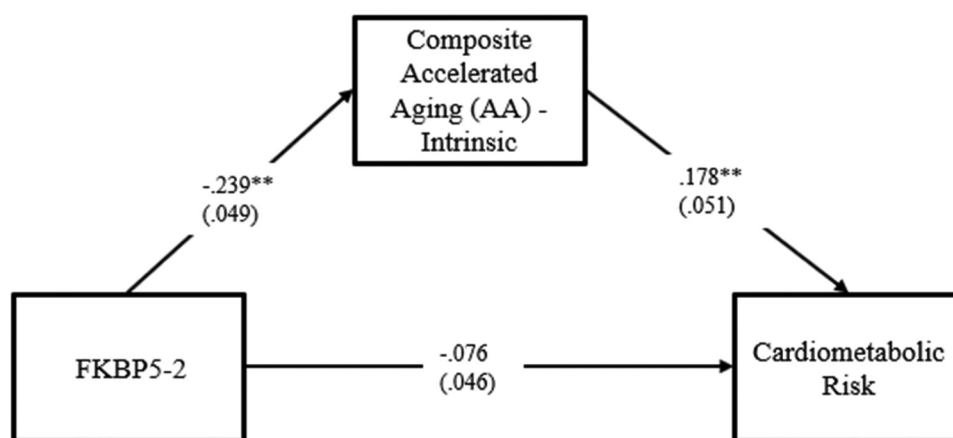 Composite
Accelerated
Aging (AA) -
Intrinsic
-.239**
(.049)
.178**
(.051)
FKBP5-2
-.076
(.046)
Cardiometabolic
Risk